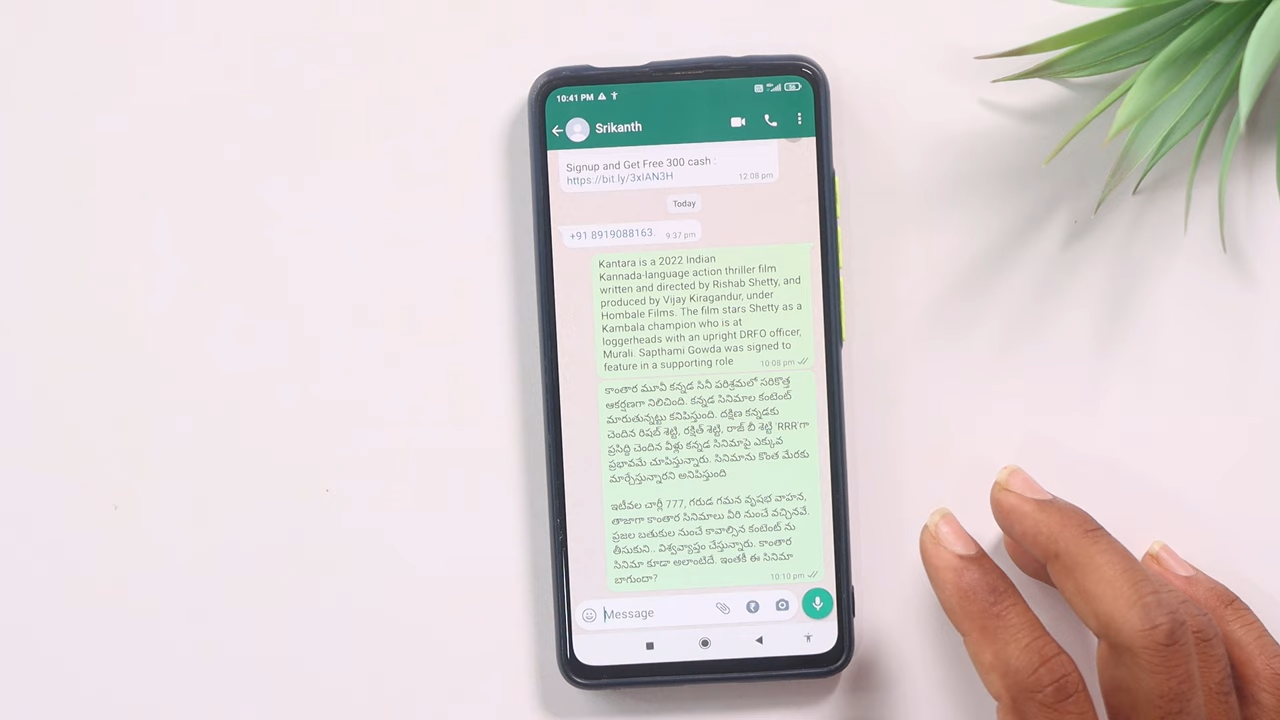 10:41 PM
Srikanth
Signup and Get Free 300 cash :
https://bit.ly/3xlAN3H
12:08 pm
Today
+91 8919088163.
9:37 pm
Kantara is a 2022 Indian
Kannada-language action thriller film
written and directed by Rishab Shetty, and
produced by Vijay Kiragandur, under
Hombale Films. The film stars Shetty as a
Kambala champion who is at
loggerheads with an upright DRFO officer,
Murali. Sapthami Gowda was signed to
feature in a supporting role
10:08 pm
కాంతార మూవీ కన్నడ సినీ పరిశ్రమలో సరికొత్త
ఆకర్షణగా నిలిచింది. కన్నడ సినిమాల కంటెంట్
మారుతున్నట్టు కనిపిస్తుంది. దక్షిణ కన్నడకు
చెందిన రిషబ్ శెట్టి, రక్షిత్ శెట్టి, రాజ్ బీ శెట్టి 'RRR'గా
ప్రసిద్ధి చెందిన వీళ్లు కన్నడ సినిమాపై ఎక్కువ
ప్రభావమే చూపిస్తున్నారు. సినిమాను కొంత మేరకు
మార్చేస్తున్నారని అనిపిస్తుంది
ఇటీవల చార్లీ 777, గరుడ గమన వృషభ వాహన,
తాజాగా కాంతార సినిమాలు వీరి నుంచే వచ్చినవే.
ప్రజల బతుకుల నుంచే కావాల్సిన కంటెంట్ ను
తీసుకుని.. విశ్వవ్యాప్తం చేస్తున్నారు. కాంతార
సినిమా కూడా అలాంటిదే. ఇంతకీ ఈ సినిమా
బాగుందా?
10:10 pm
Message